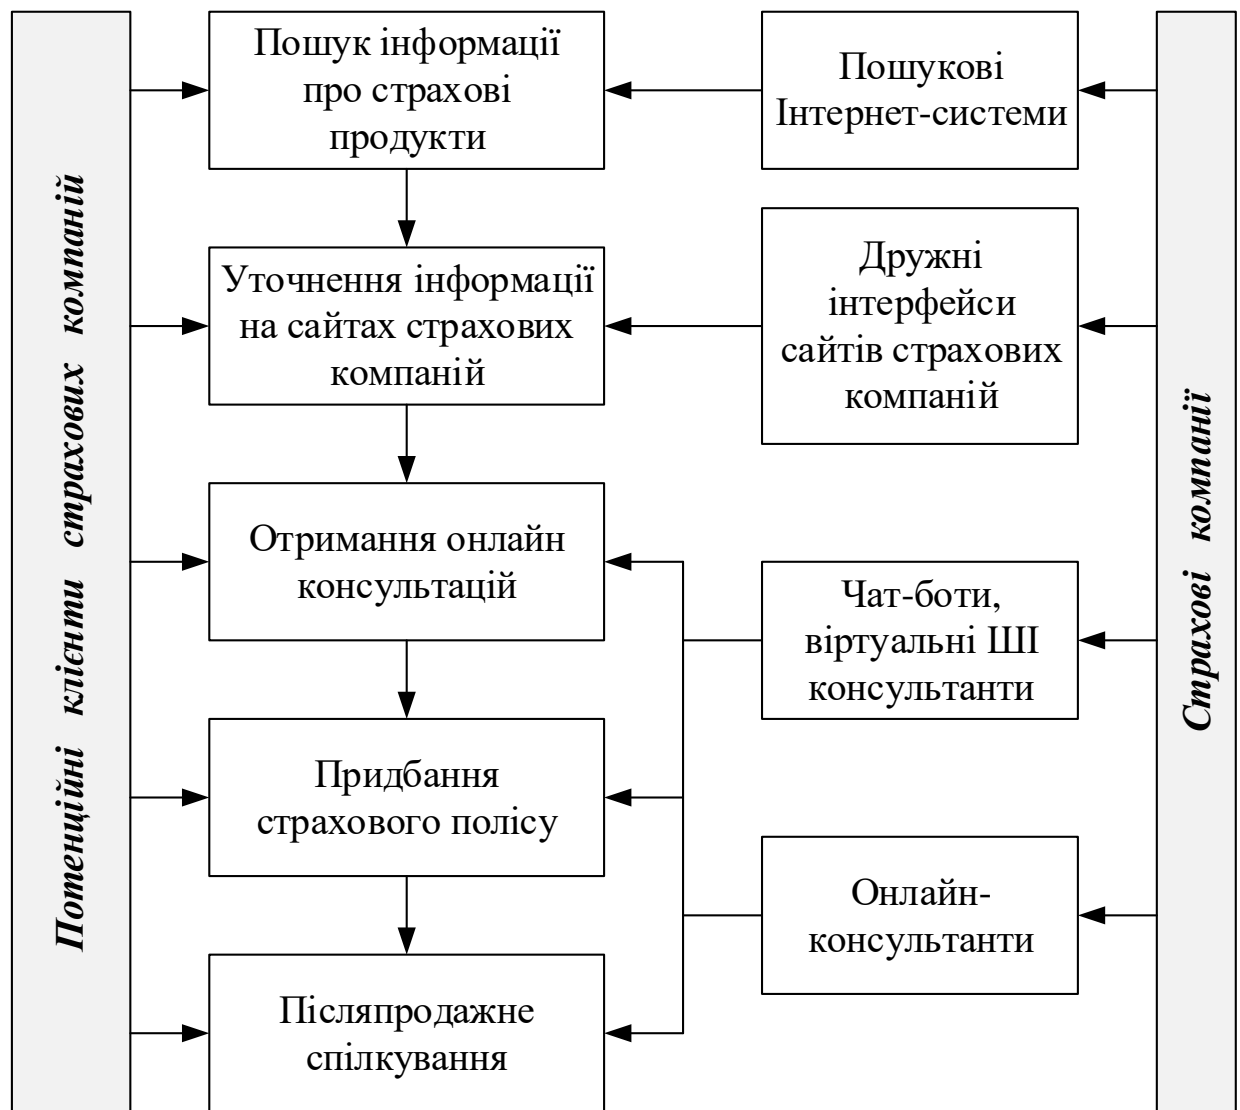 Потенційні клієнти страхових компаній
Пошук інформації
про страхові
продукти
Пошукові
Інтернет-системи
Уточнення інформації
на сайтах страхових
компаній
Дружні
інтерфейси
сайтів страхових
компаній
Отримання онлайн
консультацій
Чат-боти,
віртуальні ШІ
консультанти
Придбання
страхового полісу
Онлайн-
консультанти
Післяпродажне
спілкування
Страхові компанії